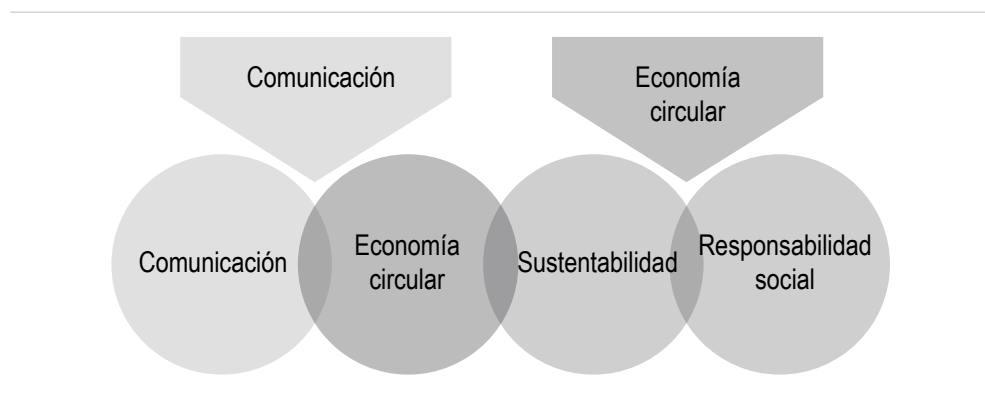 Comunicación
Economía
circular
Comunicación
Economía
circular
Sustentabilidad
Responsabilidad
social